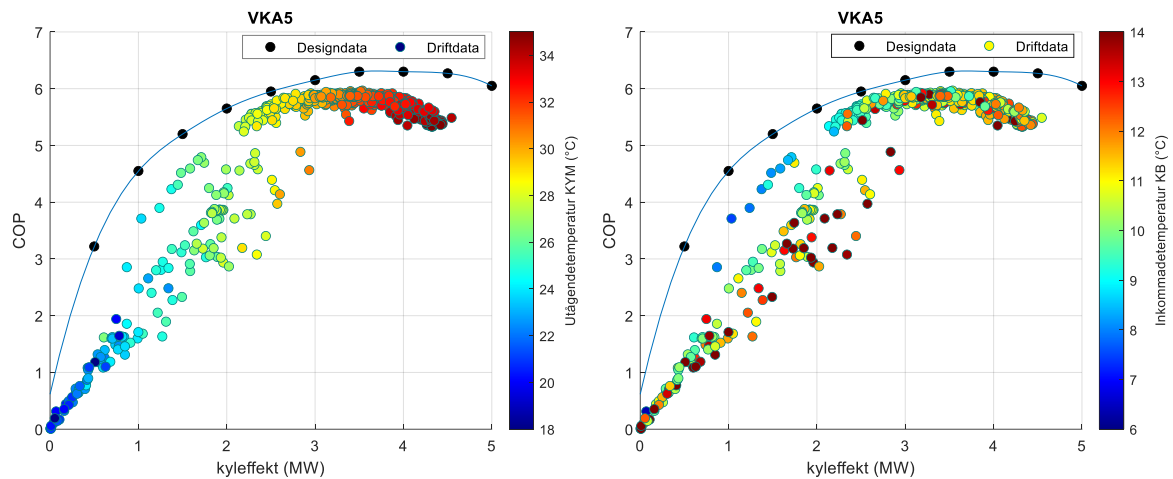 VKA5
Designdata
Driftdata
COP
7
6
5
4
3
2
1
0
0 1 2 3 4 5
kyleffekt (MW)
34
32
30
28
26
24
22
20
18
Utågendetemperatur KYM (°C)
VKA5
Designdata
Driftdata
COP
7
6
5
4
3
2
1
0
0 1 2 3 4 5
kyleffekt (MW)
14
13
12
11
10
9
8
7
6
Inkommadetemperatur KB (°C)